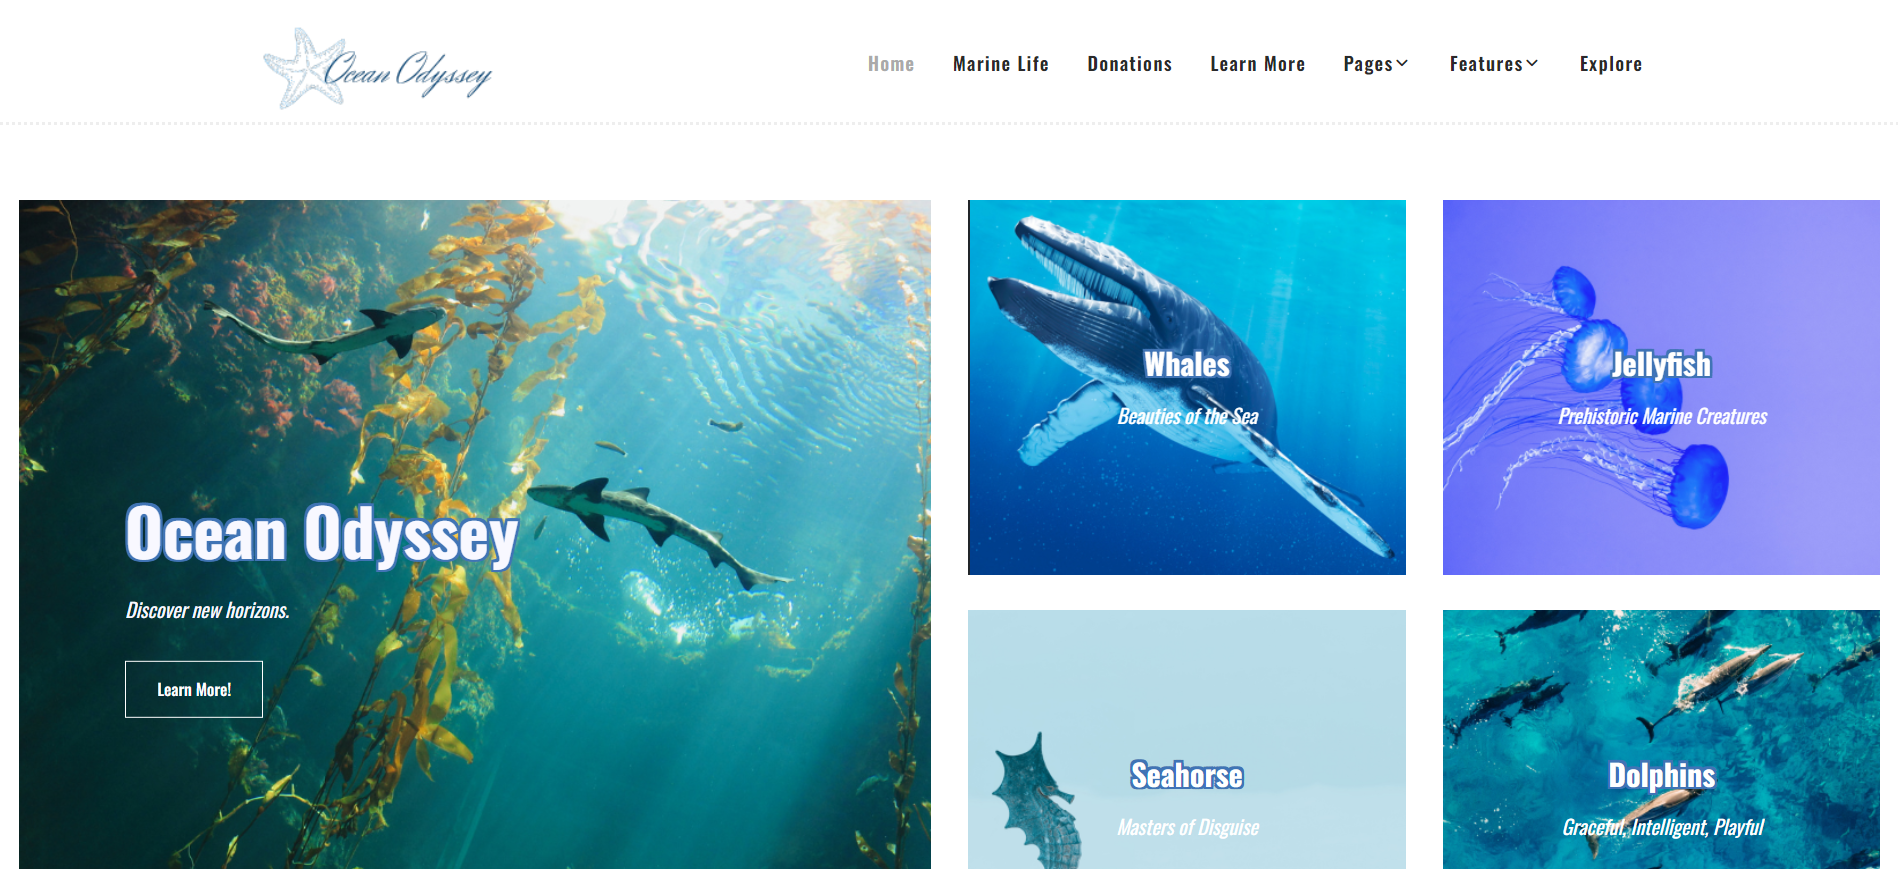 Ocean Odyssey
Home Marine Life Donations Learn More Pages Features Explore
Ocean Odyssey
Discover new horizons.
Learn More!
Whales
Beauties of the Sea
Jellyfish
Prehistoric Marine Creatures
Seahorse
Masters of Disguise
Dolphins
Graceful, Intelligent, Playful